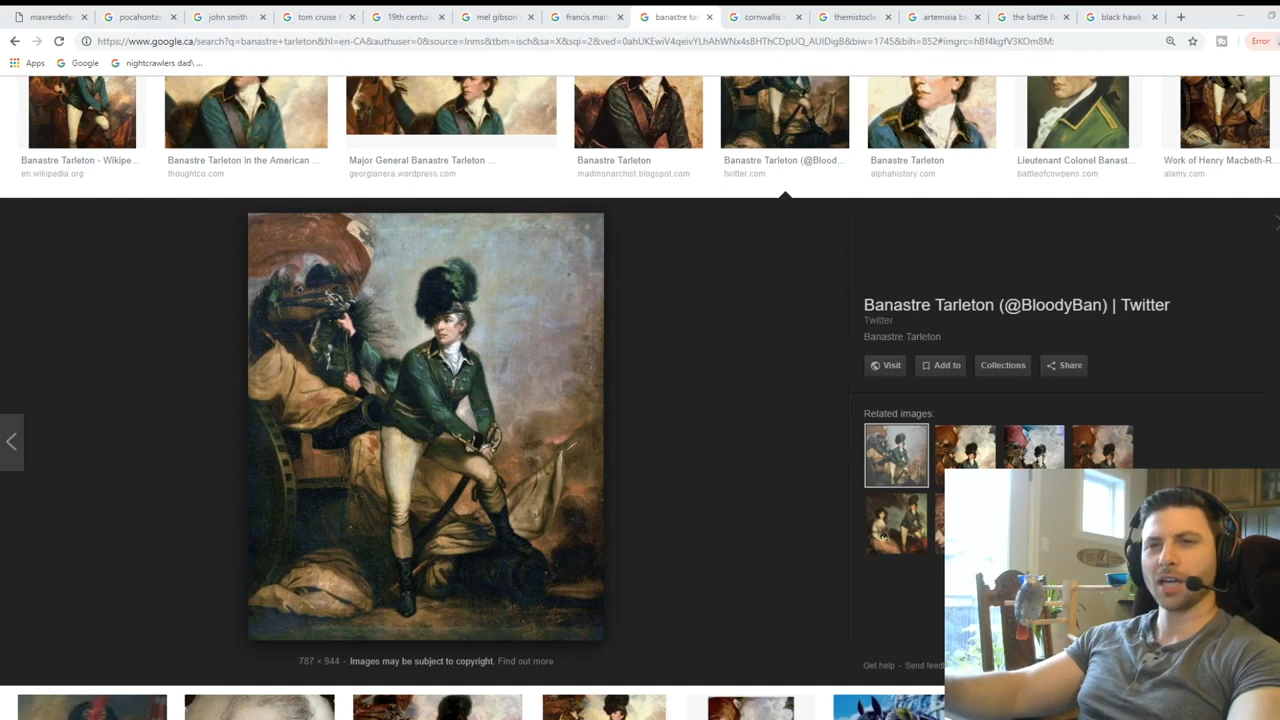 maxresdefa
pocahontas
john smith -
tom cruise
19th centur
mel gibson
francis mari
banastre tar
cornwallis -
themistocle
artemisia ba
the battle f
black hawk
https://www.google.ca/search?q=banastre+tarleton&hl=en-CA&authuser=0&source=lnms&tbm=isch&sa=X&sqi=2&ved=0ahUKEwiV4qeivYLhAhWNx4sBHThCDpUQ_AUIDigB&biw=1745&bih=852#imgrc=hBf4kgfV3KOm8M:
Error
Apps
Google
nightcrawlers dad\ ...
Banastre Tarleton - Wikipe...
en.wikipedia.org
Banastre Tarleton in the American ...
thoughtco.com
Major General Banastre Tarleton ...
georgianera.wordpress.com
Banastre Tarleton
madmonarchist.blogspot.com
Banastre Tarleton (@Blood...
twitter.com
Banastre Tarleton
alphahistory.com
Lieutenant Colonel Banast...
battleofcowpens.com
Work of Henry Macbeth-R...
alamy.com
Banastre Tarleton (@BloodyBan) | Twitter
Twitter
Banastre Tarleton
Visit
Add to
Collections
Share
Related images:
787 × 944 - Images may be subject to copyright. Find out more
Get help - Send feed